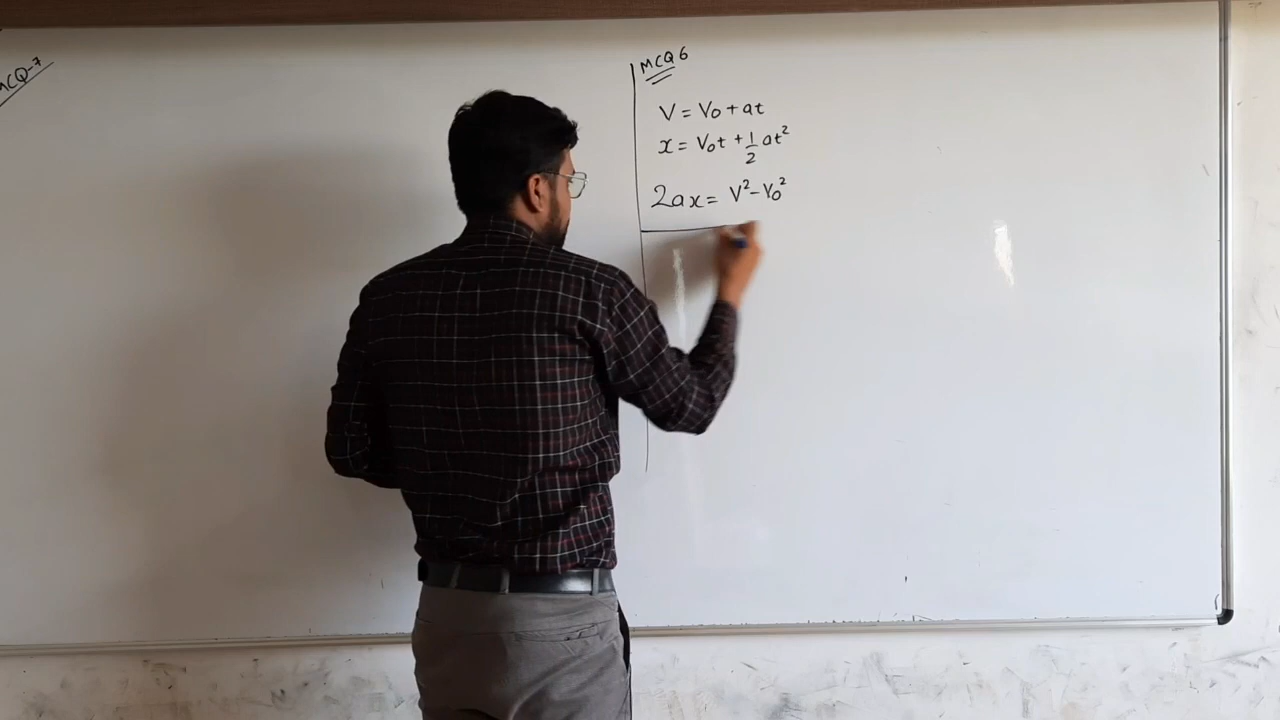 MCQ-7
MCQ 6
V = V₀ + at
x = V₀t + 1/2 at²
2ax = V² - V₀²